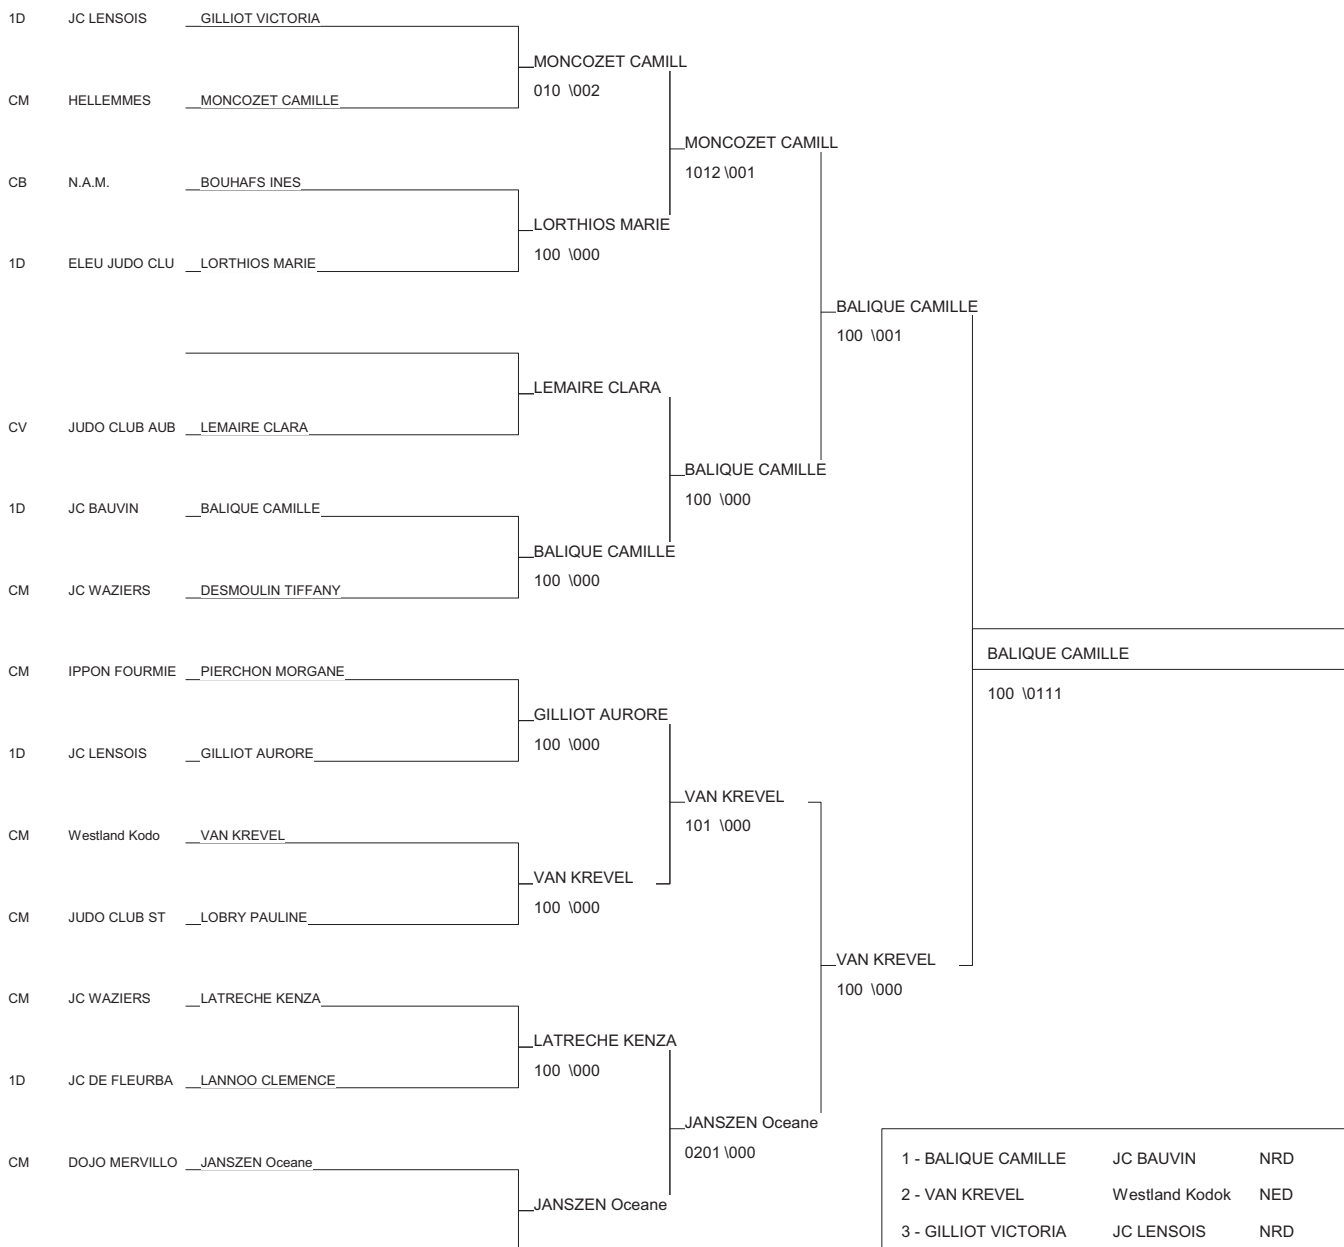 1D JC LENSOIS GILLIOT VICTORIA
MONCOZET CAMILL
010 \002
CM HELLEMMES MONCOZET CAMILLE
MONCOZET CAMILL
1012 \001
CB N.A.M. BOUHAFS INES
LORTHIOS MARIE
100 \000
1D ELEU JUDO CLU LORTHIOS MARIE
BALIQUE CAMILLE
100 \001
LEMAIRE CLARA
CV JUDO CLUB AUB LEMAIRE CLARA
BALIQUE CAMILLE
100 \000
1D JC BAUVIN BALIQUE CAMILLE
BALIQUE CAMILLE
100 \000
CM JC WAZIERS DESMOULIN TIFFANY
BALIQUE CAMILLE
100 \0111
CM IPPON FOURMIE PIERCHON MORGANE
GILLIOT AURORE
100 \000
1D JC LENSOIS GILLIOT AURORE
VAN KREVEL
101 \000
CM Westland Kodo VAN KREVEL
VAN KREVEL
100 \000
CM JUDO CLUB ST LOBRY PAULINE
VAN KREVEL
100 \000
CM JC WAZIERS LATRECHE KENZA
LATRECHE KENZA
100 \000
1D JC DE FLEURBA LANNOO CLEMENCE
JANSZEN Oceane
0201 \000
CM DOJO MERVILLO JANSZEN Oceane
JANSZEN Oceane
1 - BALIQUE CAMILLE JC BAUVIN NRD
2 - VAN KREVEL Westland Kodok NED
3 - GILLIOT VICTORIA JC LENSOIS NRD